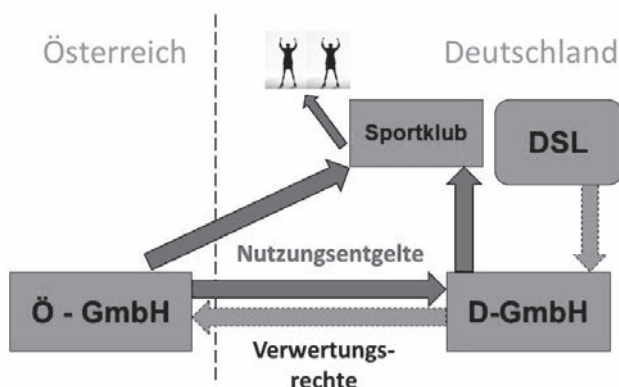 Österreich
Deutschland
Sportklub
DSL
Nutzungsentgelte
Ö - GmbH
D-GmbH
Verwertungs-
rechte